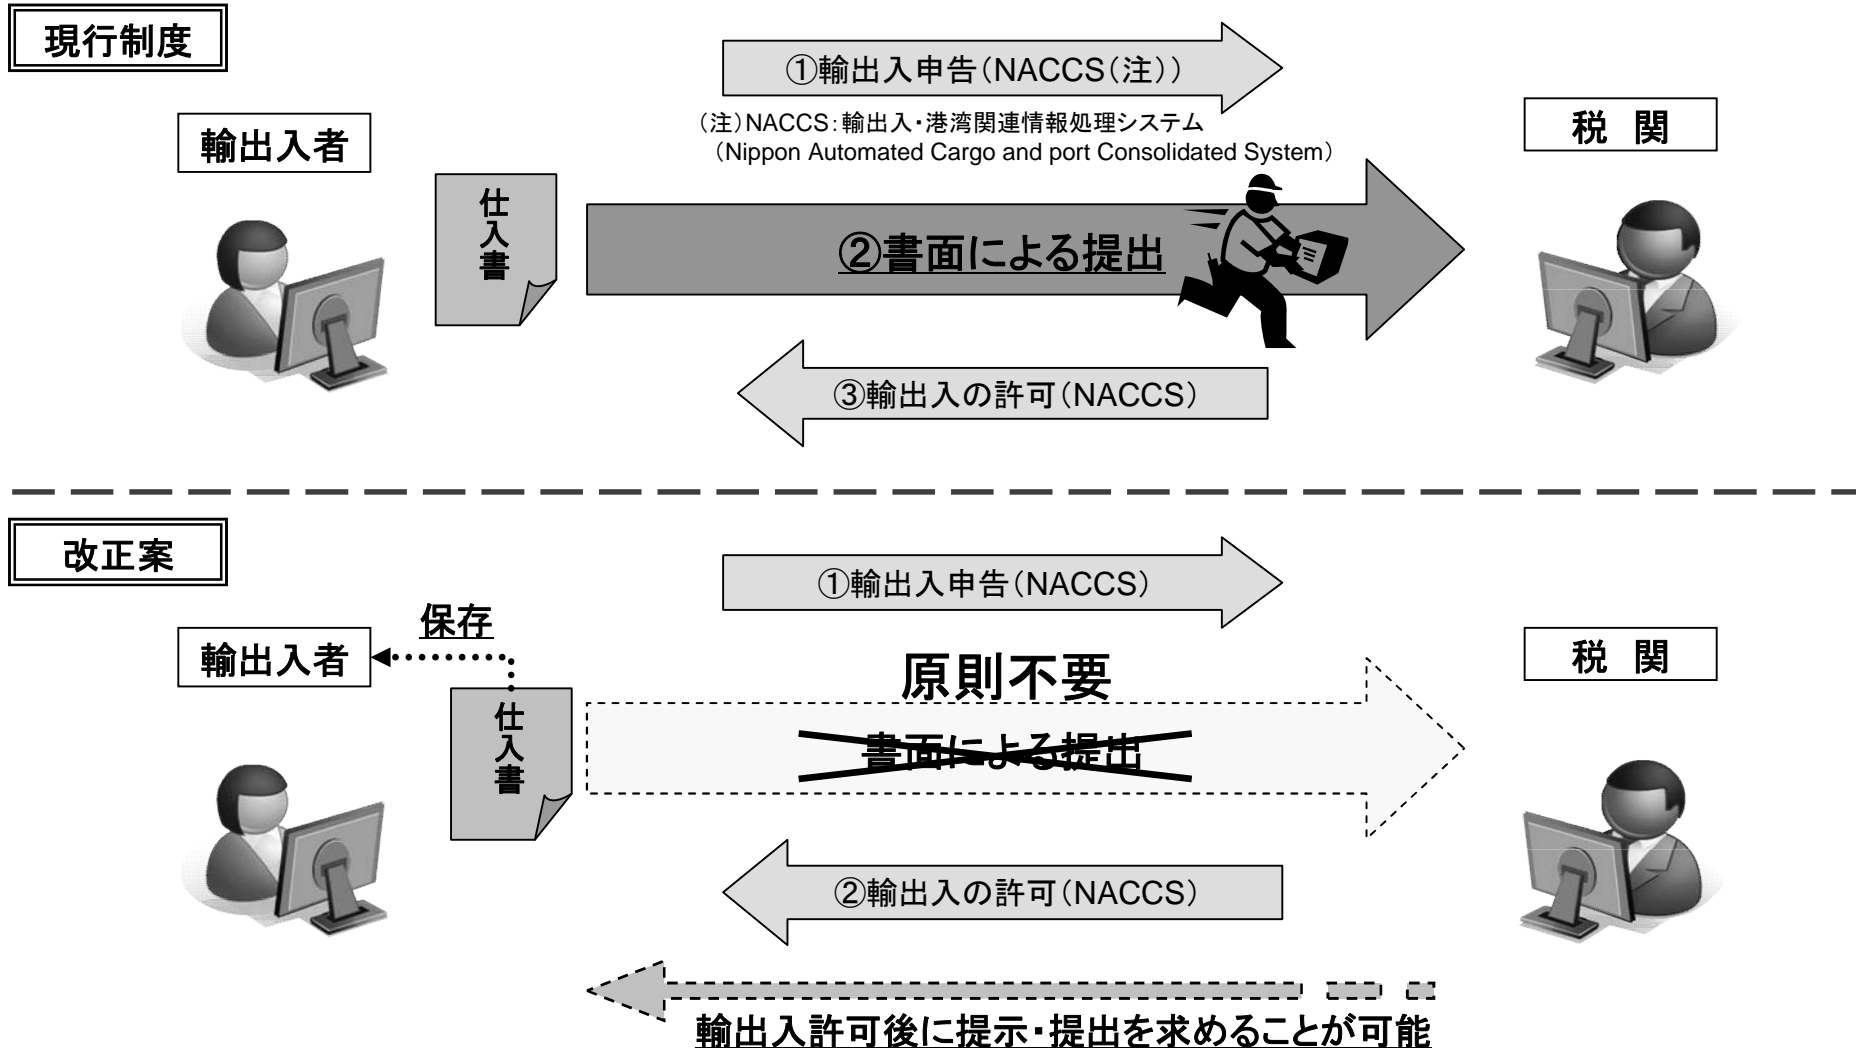 現行制度
①輸出入申告(NACCS(注))
(注)NACCS:輸出入・港湾関連情報処理システム
(Nippon Automated Cargo and port Consolidated System)
輸出入者
税 関
仕入書
②書面による提出
③輸出入の許可(NACCS)
改正案
①輸出入申告(NACCS)
保存
輸出入者
税 関
原則不要
仕入書
書面による提出
②輸出入の許可(NACCS)
輸出入許可後に提示・提出を求めることが可能